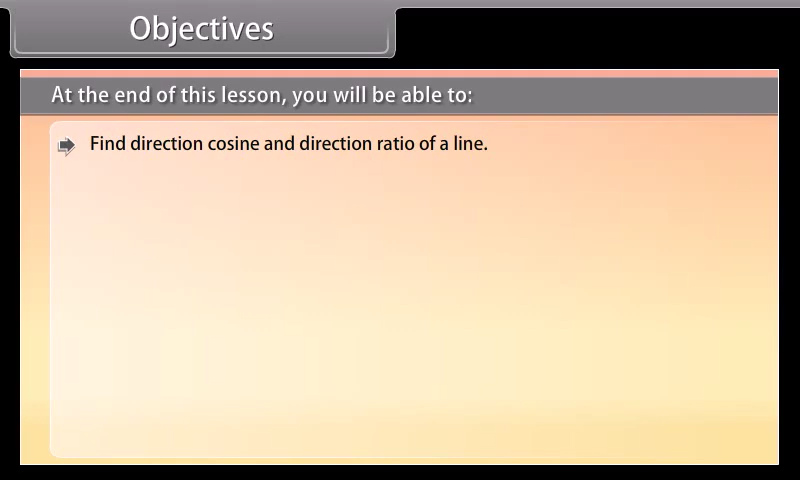 Objectives
At the end of this lesson, you will be able to:
Find direction cosine and direction ratio of a line.